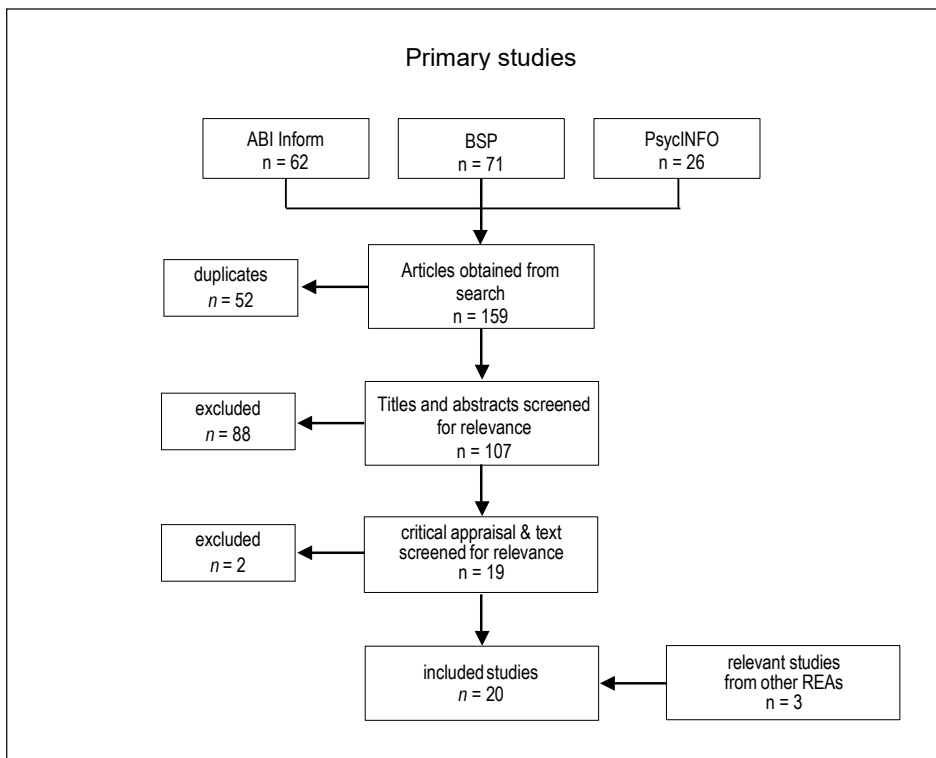 Primary studies
ABI Inform
n = 62
BSP
n = 71
PsycINFO
n = 26
Articles obtained from
search
n = 159
duplicates
n = 52
Titles and abstracts screened
for relevance
n = 107
excluded
n = 88
critical appraisal & text
screened for relevance
n = 19
excluded
n = 2
included studies
n = 20
relevant studies
from other REAs
n = 3